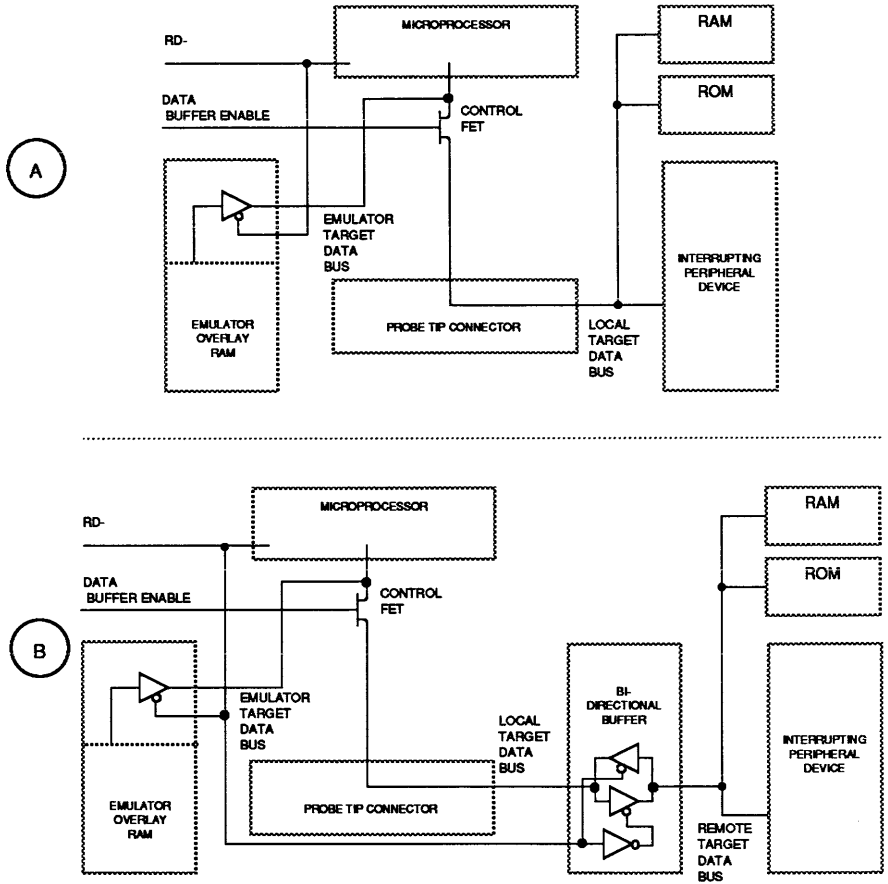 MICROPROCESSOR
RAM
RD-
ROM
DATA
BUFFER ENABLE
CONTROL
FET
A
EMULATOR
TARGET
DATA
BUS
INTERRUPTING
PERIPHERAL
DEVICE
EMULATOR
OVERLAY
RAM
PROBE TIP CONNECTOR
LOCAL
TARGET
DATA
BUS
MICROPROCESSOR
RAM
RD-
ROM
DATA
BUFFER ENABLE
CONTROL
FET
B
EMULATOR
TARGET
DATA
BUS
BI-
DIRECTIONAL
BUFFER
LOCAL
TARGET
DATA
BUS
INTERRUPTING
PERIPHERAL
DEVICE
EMULATOR
OVERLAY
RAM
PROBE TIP CONNECTOR
REMOTE
TARGET
DATA
BUS